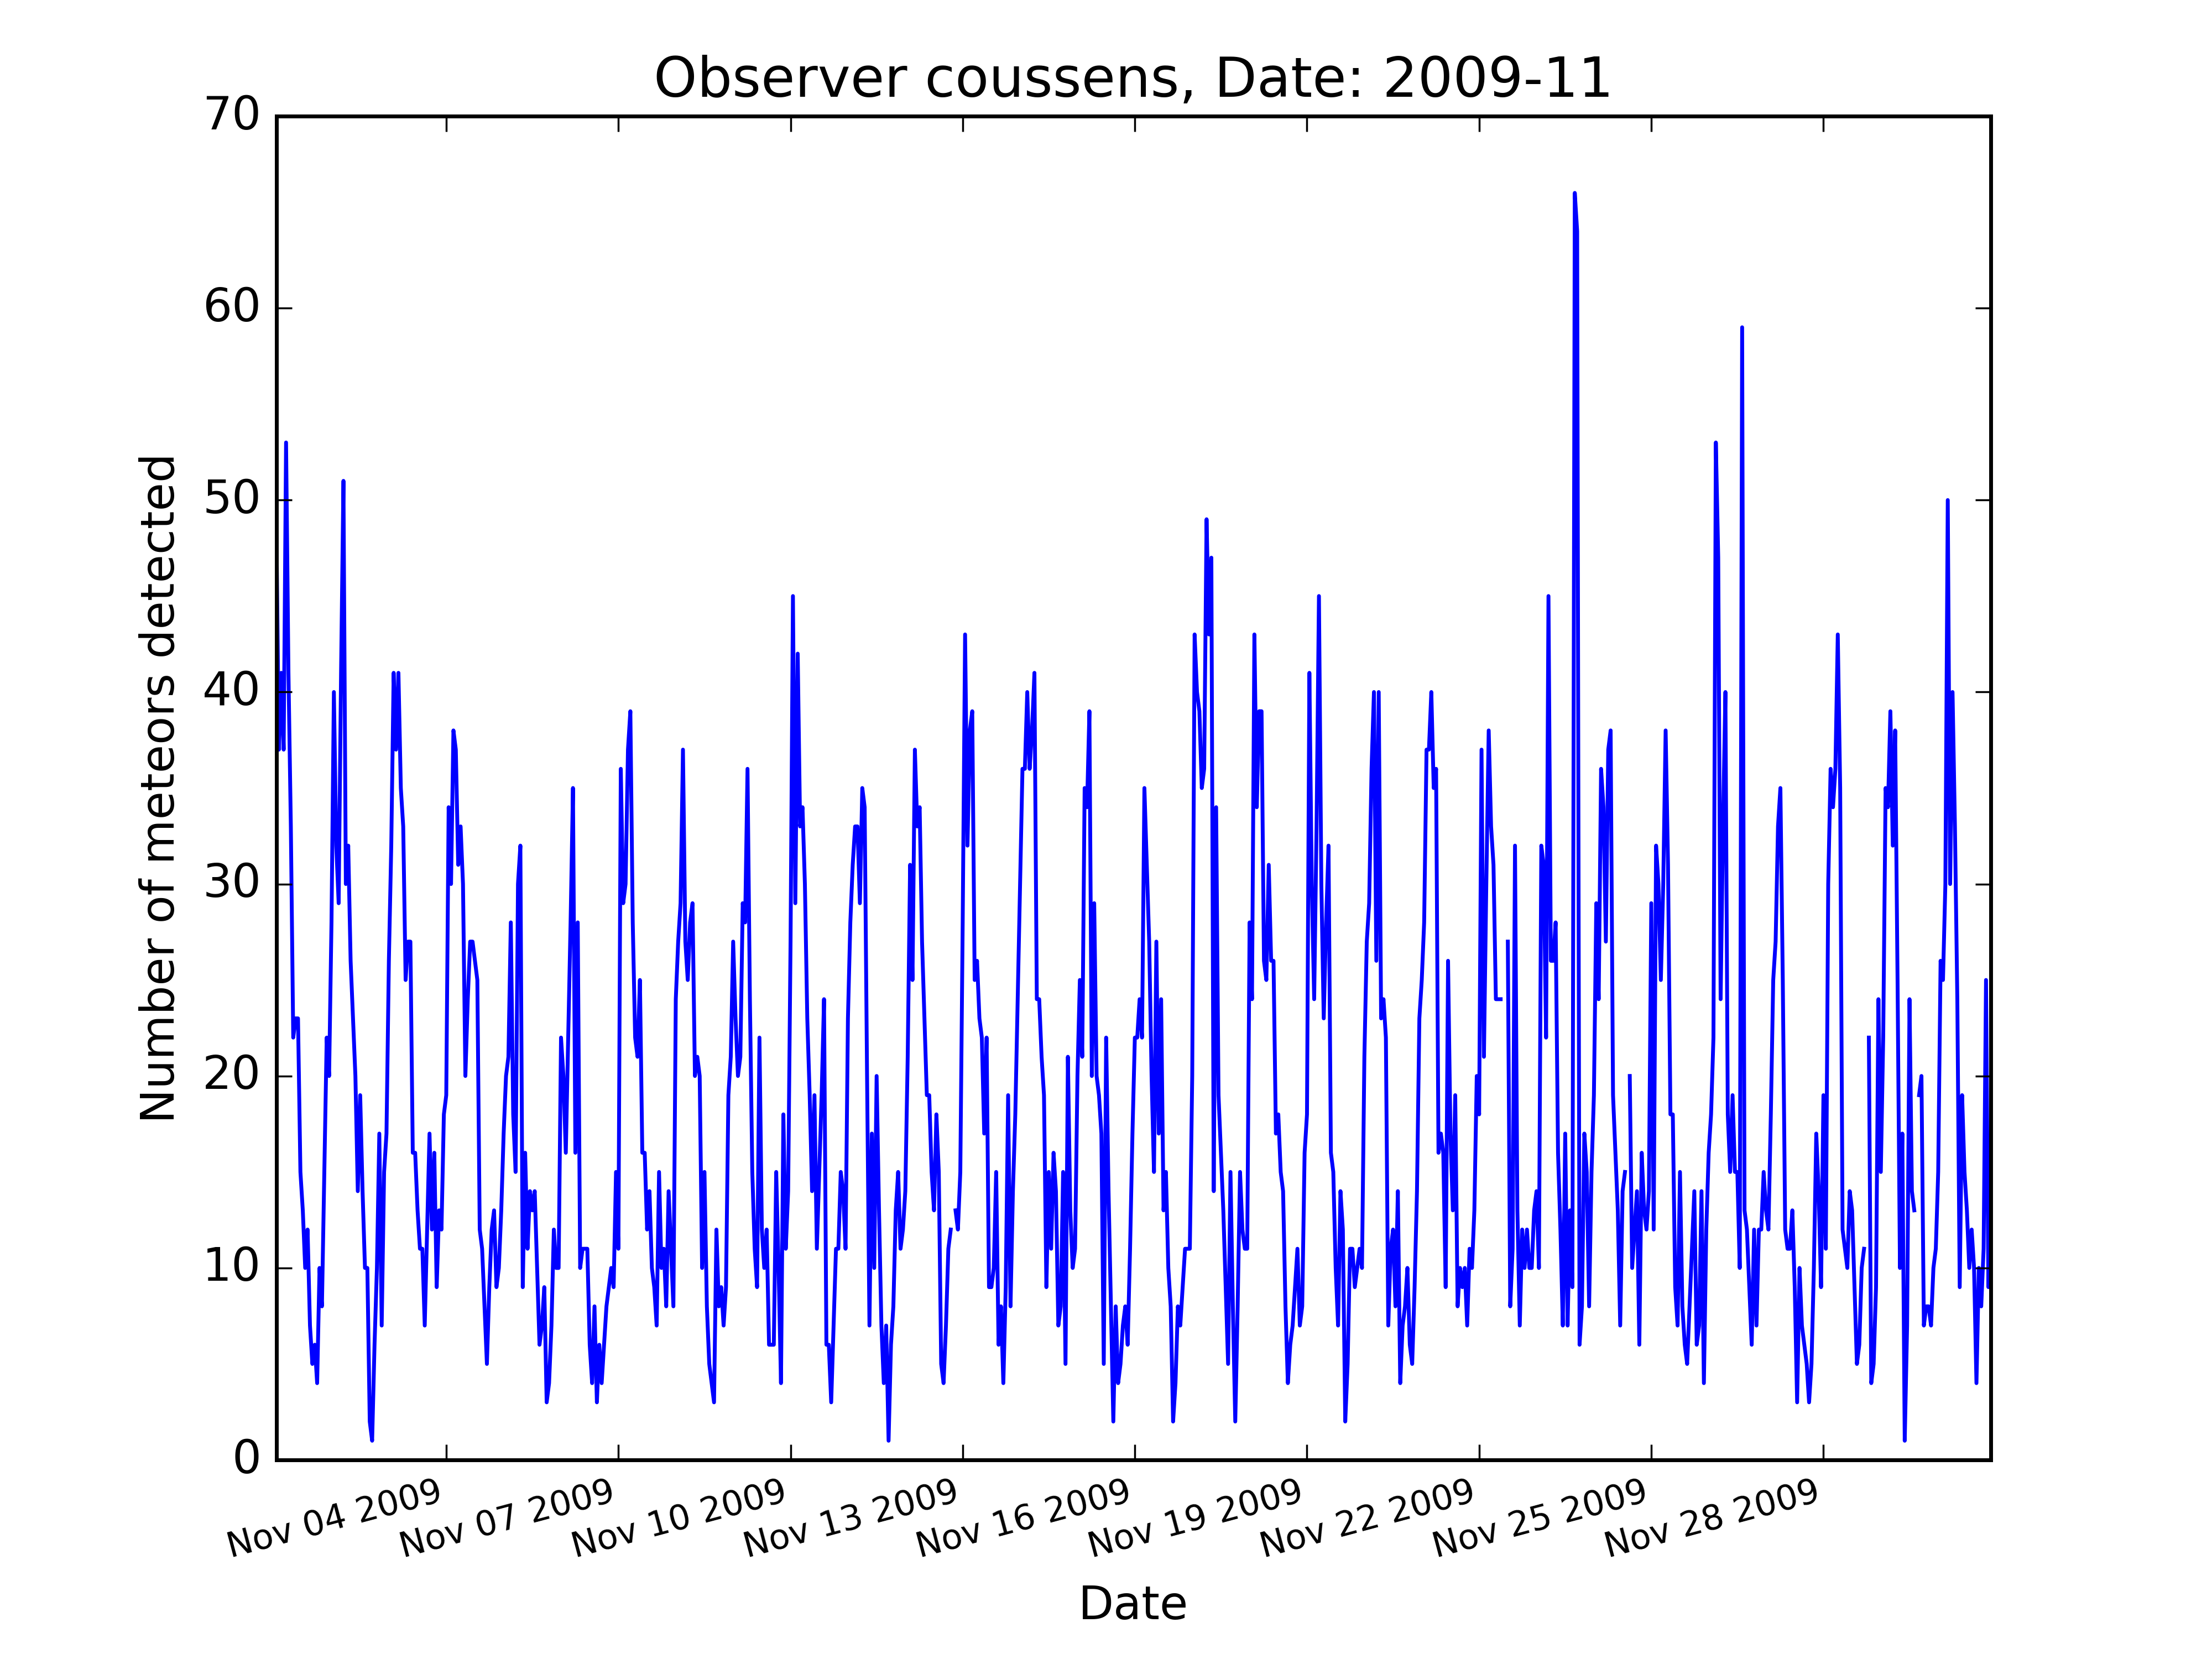 Observer coussens, Date: 2009-11
70
60
50
40
30
20
10
0
Number of meteors detected
Nov 04 2009
Nov 07 2009
Nov 10 2009
Nov 13 2009
Nov 16 2009
Nov 19 2009
Nov 22 2009
Nov 25 2009
Nov 28 2009
Date